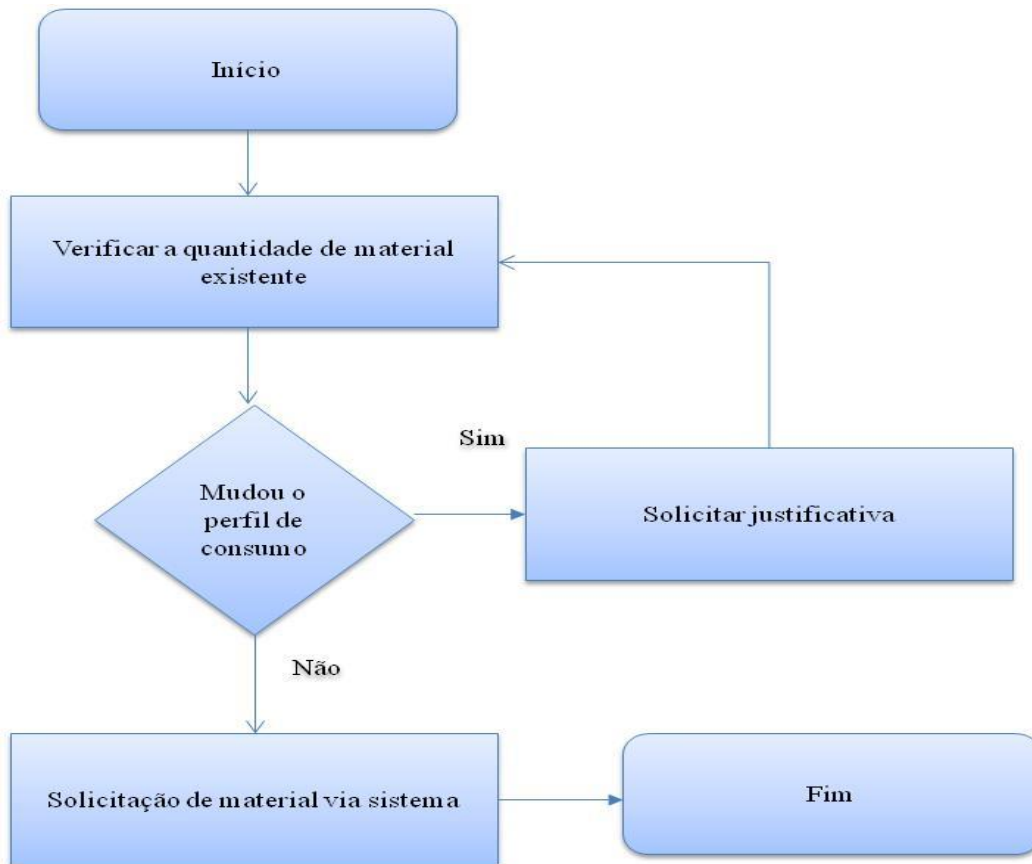 Início
Verificar a quantidade de material
existente
Sim
Mudou o
perfil de
consumo
Solicitar justificativa
Não
Solicitação de material via sistema
Fim